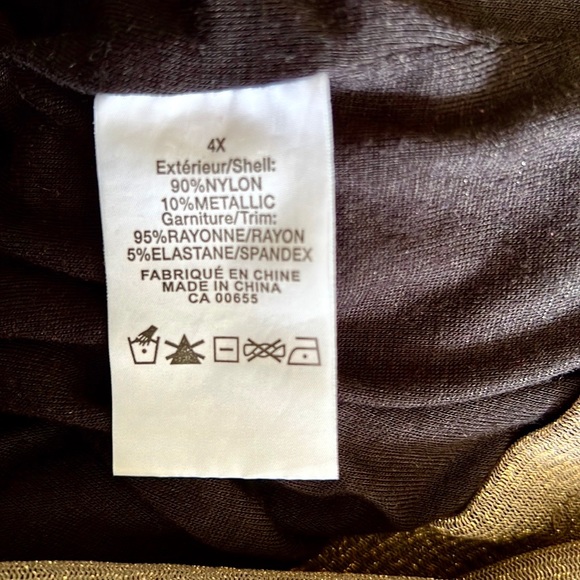 4X
Extérieur/Shell:
90%NYLON
10%METALLIC
Garniture/Trim:
95%RAYONNE/RAYON
5%ELASTANE/SPANDEX
FABRIQUÉ EN CHINE
MADE IN CHINA
CA 00655